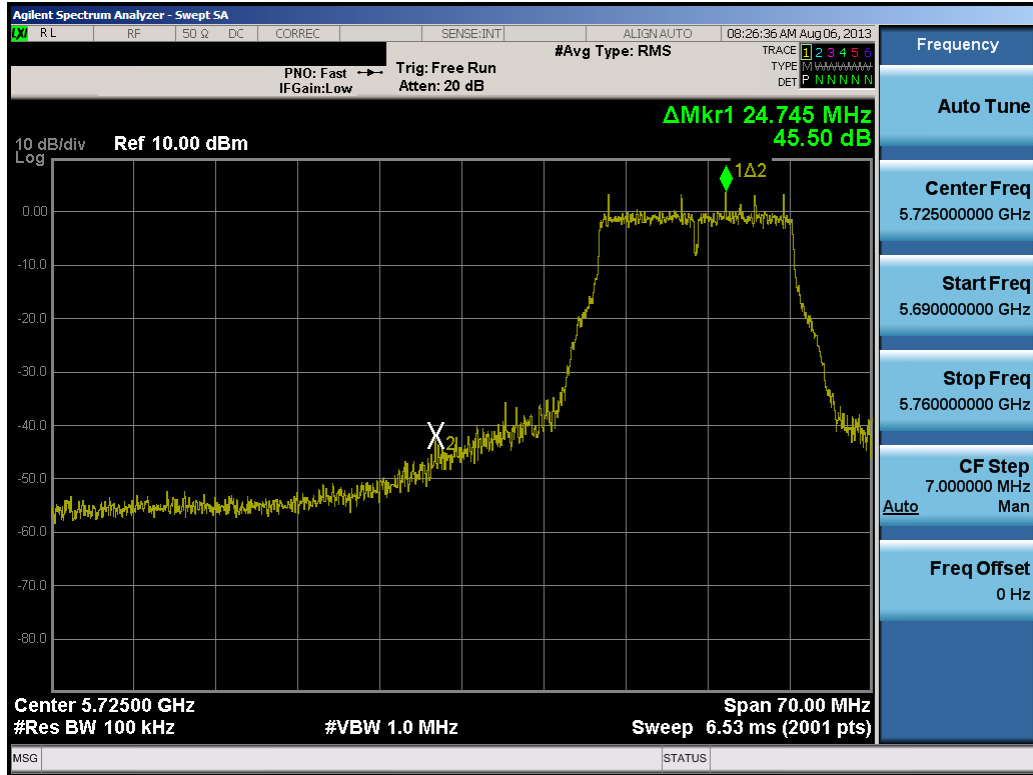 Agilent Spectrum Analyzer - Swept SA
LXI RL RF 50 Ω DC CORREC SENSE:INT ALIGN AUTO 08:26:36 AM Aug 06, 2013
PNO: Fast
IFGain:Low
Trig: Free Run
Atten: 20 dB
#Avg Type: RMS
TRACE 1 2 3 4 5 6
TYPE M W W W W W
DET P N N N N N
ΔMkr1 24.745 MHz
45.50 dB
10 dB/div Ref 10.00 dBm
Log
1Δ2
0.00
-10.0
-20.0
-30.0
-40.0
X2
-50.0
-60.0
-70.0
-80.0
Center 5.72500 GHz Span 70.00 MHz
#Res BW 100 kHz #VBW 1.0 MHz Sweep 6.53 ms (2001 pts)
MSG STATUS
Frequency
Auto Tune
Center Freq
5.725000000 GHz
Start Freq
5.690000000 GHz
Stop Freq
5.760000000 GHz
CF Step
7.000000 MHz
Auto Man
Freq Offset
0 Hz